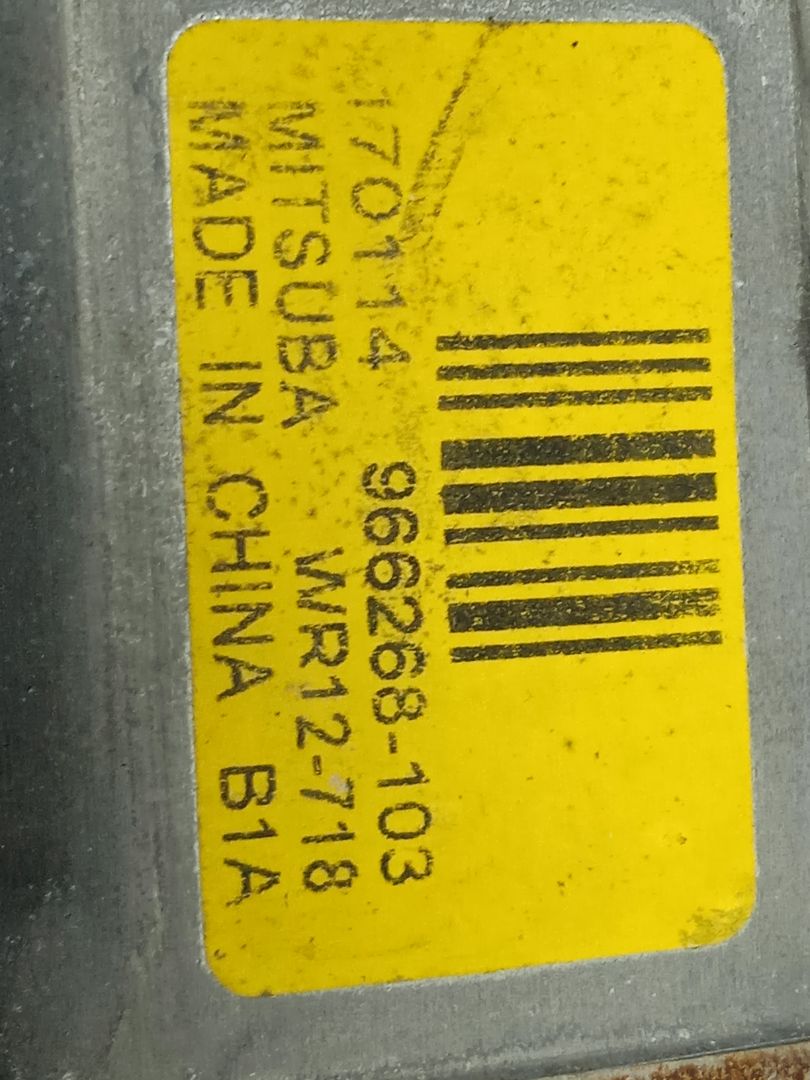 170114 966268-103
MITSUBA WR12-718
MADE IN CHINA B1A